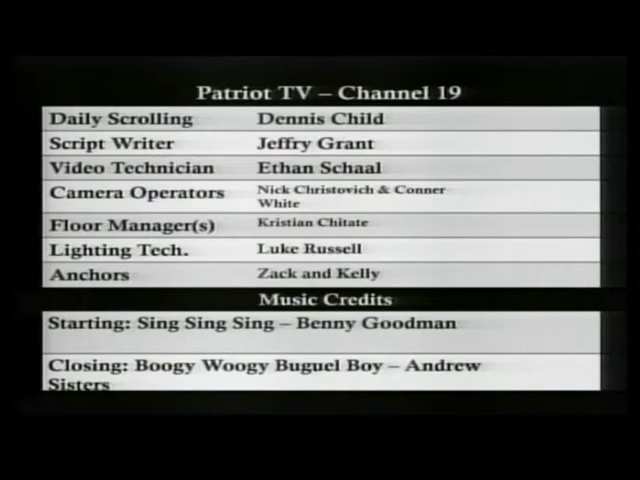 Patriot TV – Channel 19
Daily Scrolling Dennis Child
Script Writer Jeffry Grant
Video Technician Ethan Schaal
Camera Operators Nick Christovich & Conner
White
Floor Manager(s) Kristian Chitate
Lighting Tech. Luke Russell
Anchors Zack and Kelly
Music Credits
Starting: Sing Sing Sing – Benny Goodman
Closing: Boogy Woogy Buguel Boy – Andrew
Sisters